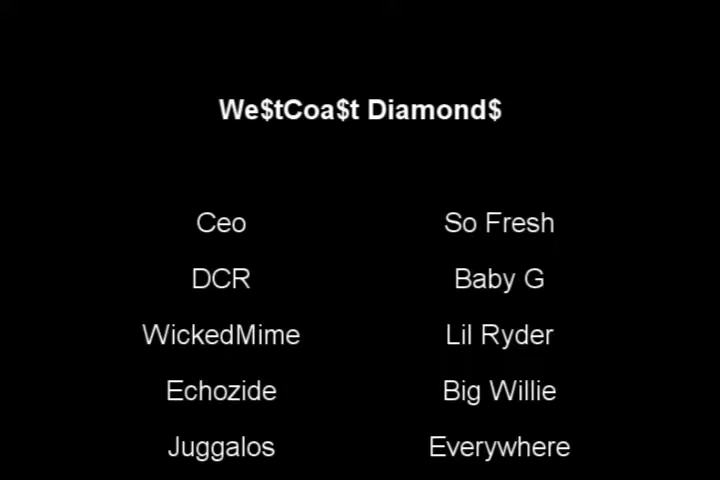 We$tCoa$t Diamond$
Ceo So Fresh
DCR Baby G
WickedMime Lil Ryder
Echozide Big Willie
Juggalos Everywhere